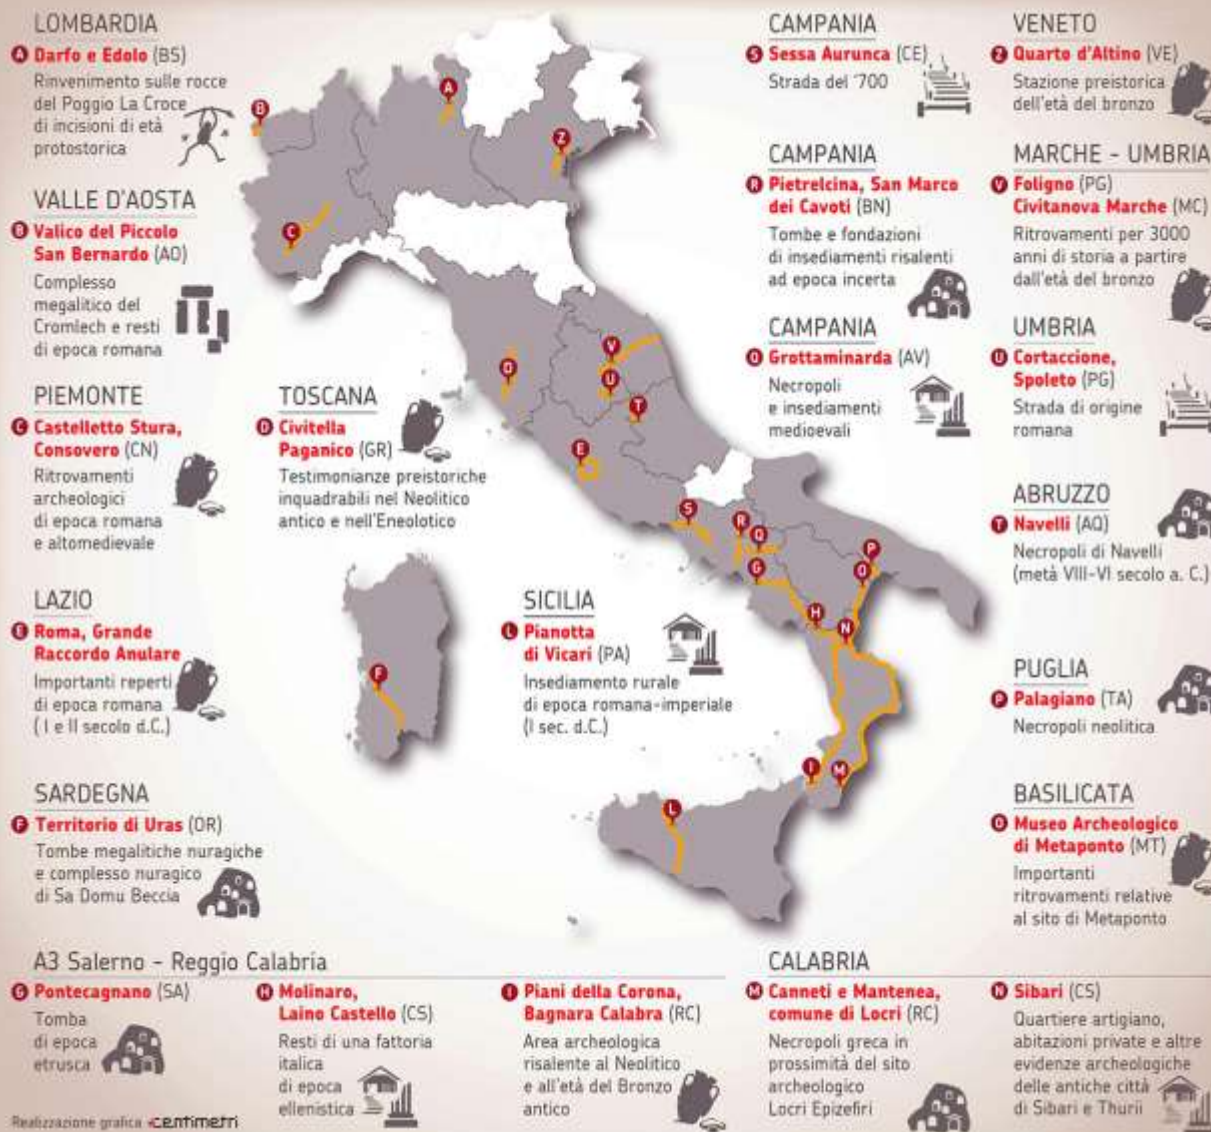 LOMBARDIA
A Darfo e Edolo (BS)
Rinvenimento sulle rocce
del Poggio La Croce
di incisioni di età
protostorica
VALLE D'AOSTA
B Valico del Piccolo
San Bernardo (AO)
Complesso
megalitico del
Cromlech e resti
di epoca romana
PIEMONTE
C Castelletto Stura,
Consovero (CN)
Ritrovamenti
archeologici
di epoca romana
e altomedievale
TOSCANA
D Civitella
Paganico (GR)
Testimonianze preistoriche
inquadrabili nel Neolitico
antico e nell'Eneolotico
LAZIO
E Roma, Grande
Raccordo Anulare
Importanti reperti
di epoca romana
( I e II secolo d.C.)
SARDEGNA
F Territorio di Uras (OR)
Tombe megalitiche nuragiche
e complesso nuragico
di Sa Domu Beccia
SICILIA
L Pianotta
di Vicari (PA)
Insediamento rurale
di epoca romana-imperiale
(I sec. d.C.)
CAMPANIA
S Sessa Aurunca (CE)
Strada del '700
CAMPANIA
R Pietrelcina, San Marco
dei Cavoti (BN)
Tombe e fondazioni
di insediamenti risalenti
ad epoca incerta
CAMPANIA
Q Grottaminarda (AV)
Necropoli
e insediamenti
medioevali
VENETO
Z Quarto d'Altino (VE)
Stazione preistorica
dell'età del bronzo
MARCHE - UMBRIA
V Foligno (PG)
Civitanova Marche (MC)
Ritrovamenti per 3000
anni di storia a partire
dall'età del bronzo
UMBRIA
U Cortaccione,
Spoleto (PG)
Strada di origine
romana
ABRUZZO
T Navelli (AQ)
Necropoli di Navelli
(metà VIII-VI secolo a. C.)
PUGLIA
P Palagiano (TA)
Necropoli neolitica
BASILICATA
O Museo Archeologico
di Metaponto (MT)
Importanti
ritrovamenti relative
al sito di Metaponto
A3 Salerno - Reggio Calabria
G Pontecagnano (SA)
Tomba
di epoca
etrusca
H Molinaro,
Laino Castello (CS)
Resti di una fattoria
italica
di epoca
ellenistica
I Piani della Corona,
Bagnara Calabra (RC)
Area archeologica
risalente al Neolitico
e all'età del Bronzo
antico
CALABRIA
M Canneti e Mantenea,
comune di Locri (RC)
Necropoli greca in
prossimità del sito
archeologico
Locri Epizefiri
N Sibari (CS)
Quartiere artigiano,
abitazioni private e altre
evidenze archeologiche
delle antiche città
di Sibari e Thurii
A
B
Z
C
V
D
U
T
E
S
R
Q
P
G
O
H
N
F
I
M
L
Realizzazione grafica centimetri